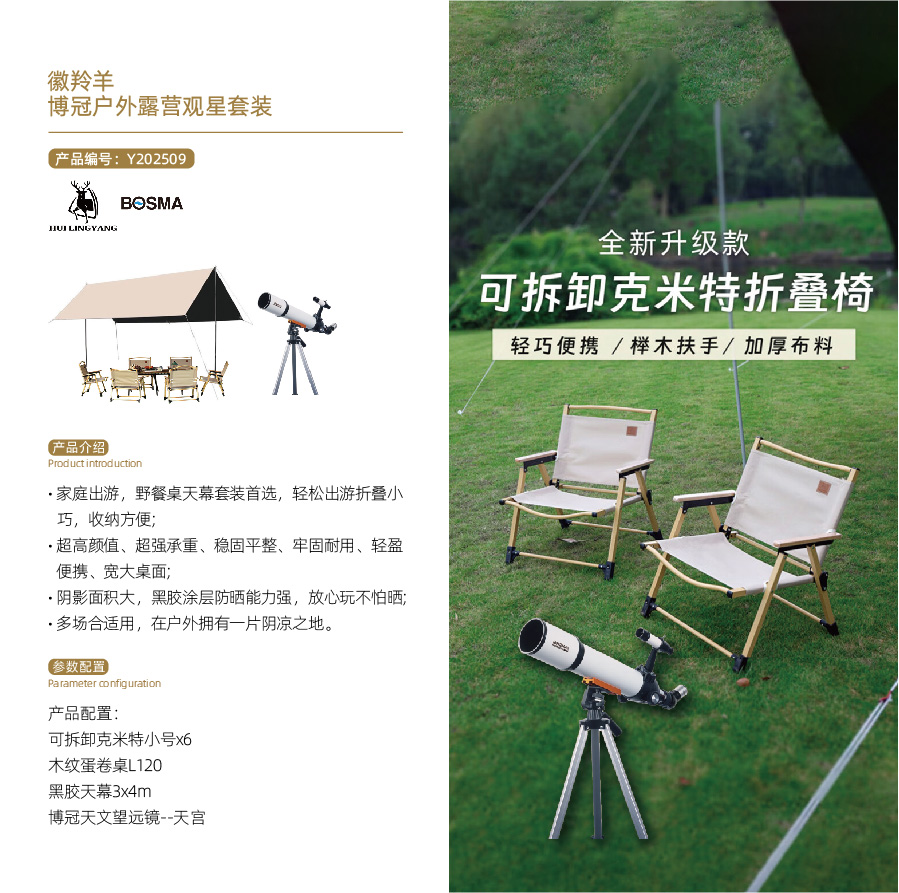 徽羚羊
博冠户外露营观星套装
产品编号：Y202509
HUI LINGYANG
BOSMA
产品介绍
Product introduction
• 家庭出游，野餐桌天幕套装首选，轻松出游折叠小
巧，收纳方便;
• 超高颜值、超强承重、稳固平整、牢固耐用、轻盈
便携、宽大桌面;
• 阴影面积大，黑胶涂层防晒能力强，放心玩不怕晒;
• 多场合适用，在户外拥有一片阴凉之地。
参数配置
Parameter configuration
产品配置：
可拆卸克米特小号x6
木纹蛋卷桌L120
黑胶天幕3x4m
博冠天文望远镜--天宫
全新升级款
可拆卸克米特折叠椅
轻巧便携 / 榉木扶手 / 加厚布料